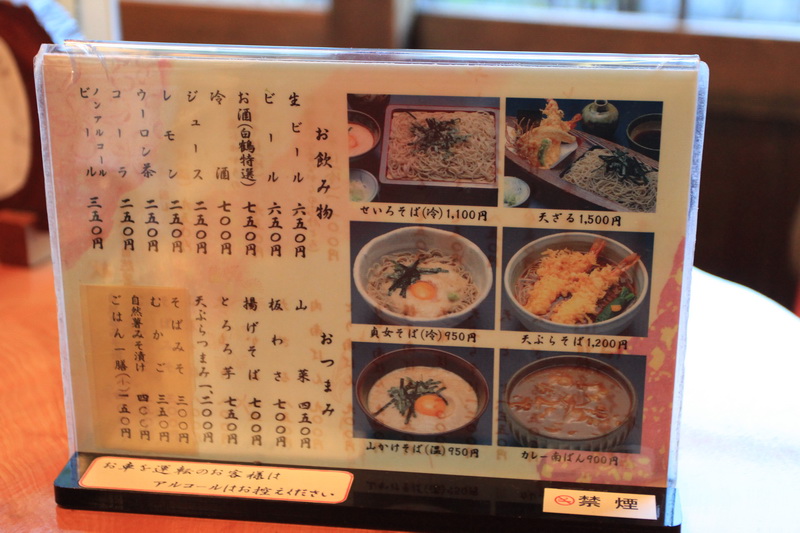 お飲み物
生ビール 六五〇円
ビール 六五〇円
お酒(白鶴特選) 七五〇円
冷酒 七〇〇円
ジュース 二五〇円
レモン 二五〇円
ウーロン茶 二五〇円
コーラ 二五〇円
ノンアルコールビール 三五〇円
おつまみ
山菜 四五〇円
板わさ 七〇〇円
揚げそば 七〇〇円
とろろ芋 七五〇円
天ぷらつまみ 一、二〇〇円
そばみそ 三〇〇円
むかご 三五〇円
自然薯みそ漬け 四〇〇円
ごはん一膳(小) 一五〇円
せいろそば(冷) 1,100円
天ざる 1,500円
貞女そば(冷) 950円
天ぷらそば 1,200円
山かけそば(温) 950円
カレー南ばん 900円
お車を運転のお客様は
アルコールはお控えください
禁煙